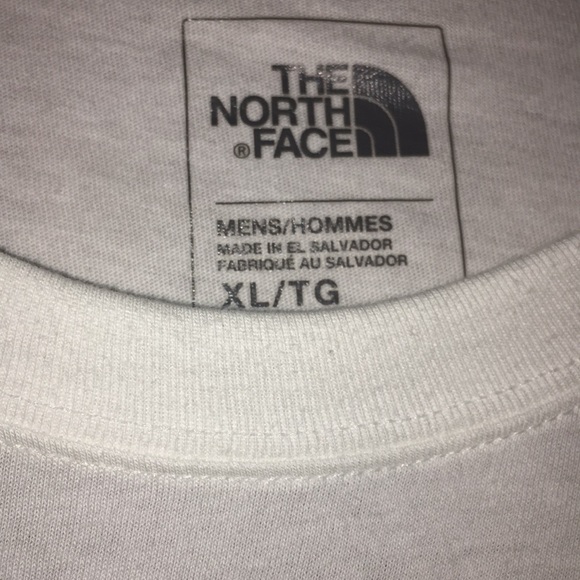 THE
NORTH
® FACE
MENS/HOMMES
MADE IN EL SALVADOR
FABRIQUÉ AU SALVADOR
XL/TG